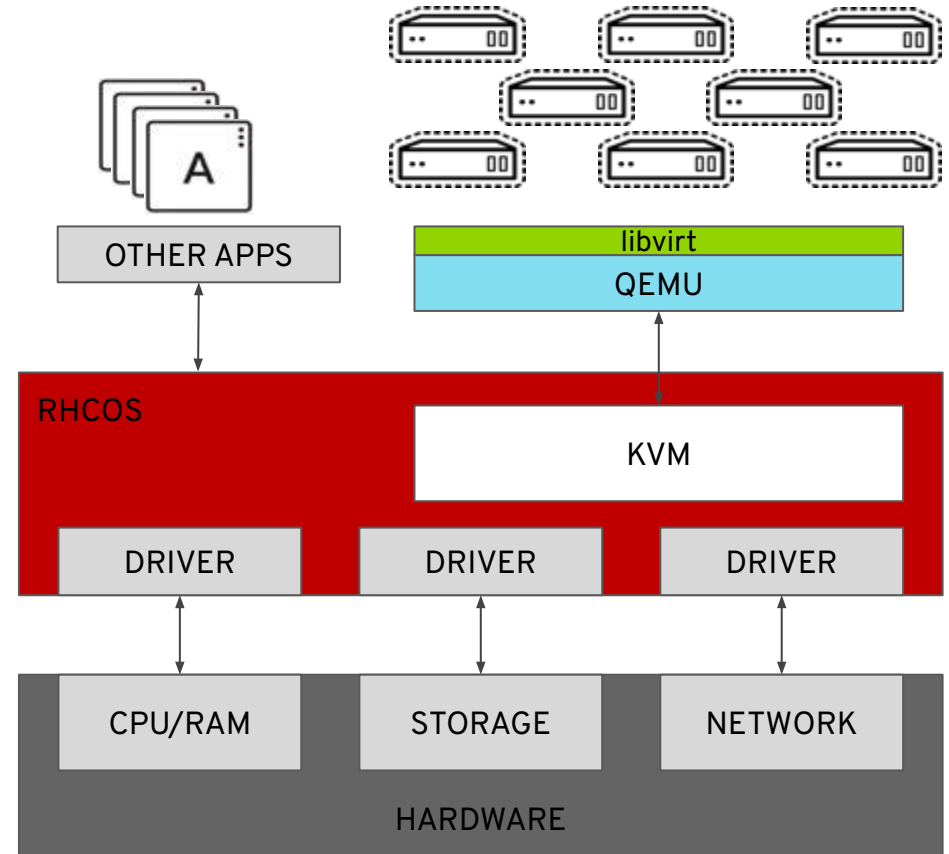 A
OTHER APPS
libvirt
QEMU
RHCOS
KVM
DRIVER
DRIVER
DRIVER
CPU/RAM
STORAGE
NETWORK
HARDWARE